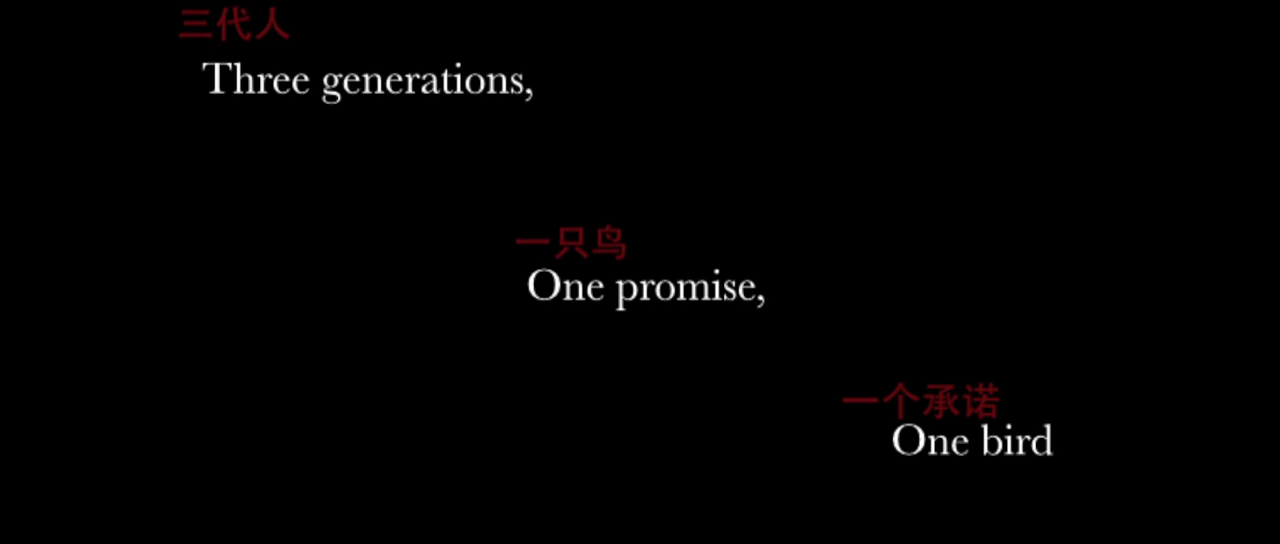 三代人
Three generations,
一只鸟
One promise,
一个承诺
One bird